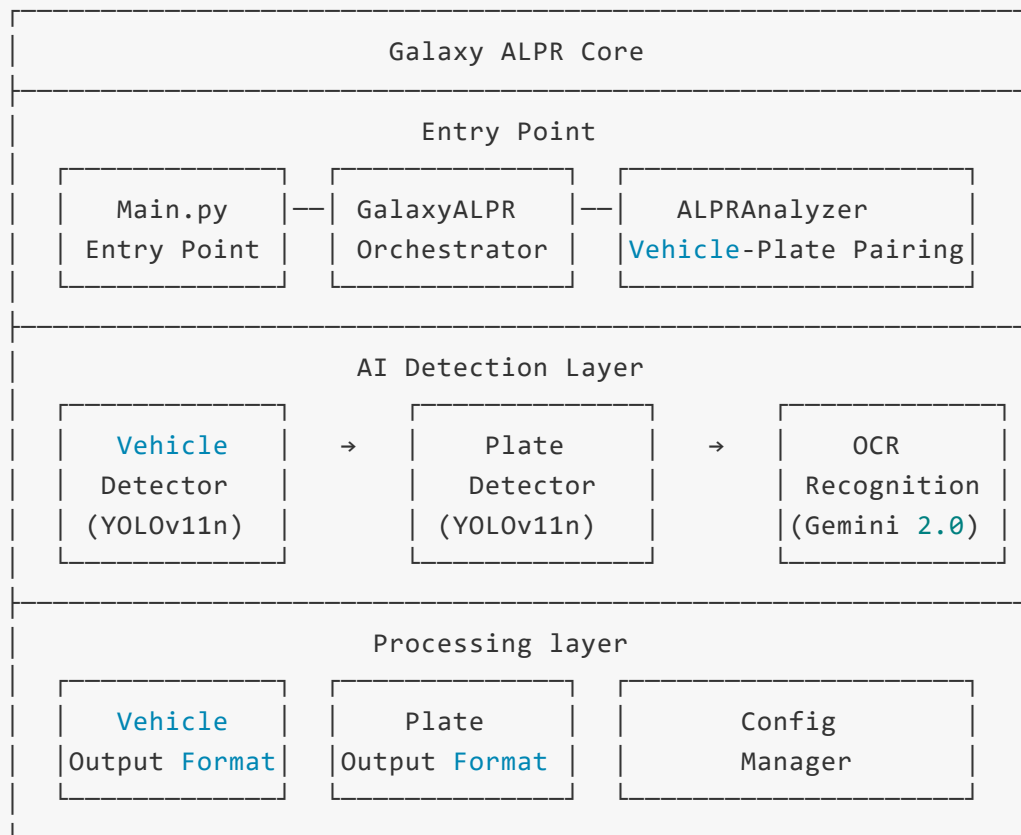 Galaxy ALPR Core
Entry Point
Main.py GalaxyALPR ALPRAnalyzer
Entry Point Orchestrator Vehicle-Plate Pairing
AI Detection Layer
Vehicle → Plate → OCR
Detector Detector Recognition
(YOLOv11n) (YOLOv11n) (Gemini 2.0)
Processing layer
Vehicle Plate Config
Output Format Output Format Manager